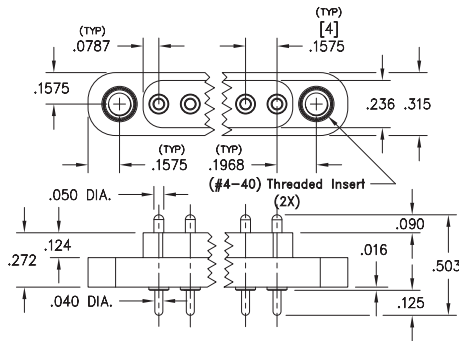 (TYP)
.0787
(TYP)
[4]
.1575
.1575
.236 .315
(TYP)
.1575
(TYP)
.1968
(#4-40) Threaded Insert
(2X)
.050 DIA.
.090
.124
.016
.503
.272
.040 DIA.
.125